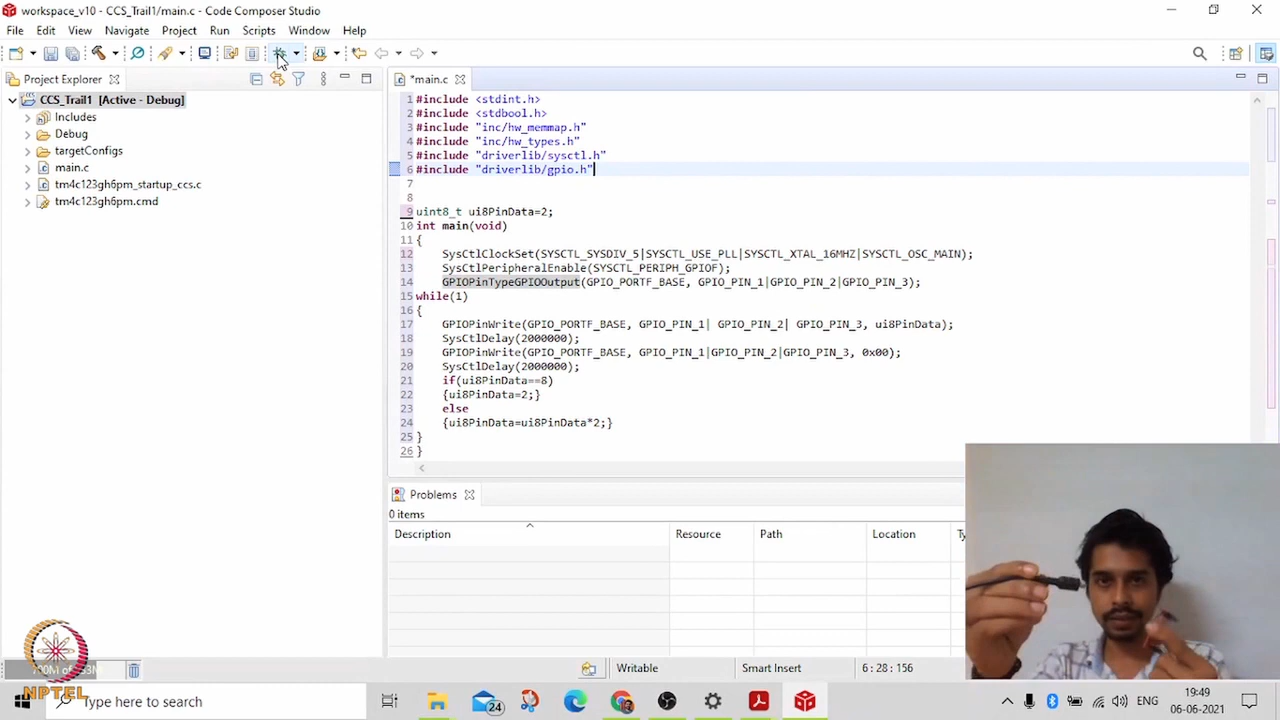 workspace_v10 - CCS_Trail1/main.c - Code Composer Studio
File Edit View Navigate Project Run Scripts Window Help
Project Explorer
*main.c
CCS_Trail1 [Active - Debug]
Includes
Debug
targetConfigs
main.c
tm4c123gh6pm_startup_ccs.c
tm4c123gh6pm.cmd
1 #include <stdint.h>
2 #include <stdbool.h>
3 #include "inc/hw_memmap.h"
4 #include "inc/hw_types.h"
5 #include "driverlib/sysctl.h"
6 #include "driverlib/gpio.h"
7
8
9 uint8_t ui8PinData=2;
10 int main(void)
11 {
12 SysCtlClockSet(SYSCTL_SYSDIV_5|SYSCTL_USE_PLL|SYSCTL_XTAL_16MHZ|SYSCTL_OSC_MAIN);
13 SysCtlPeripheralEnable(SYSCTL_PERIPH_GPIOF);
14 GPIOPinTypeGPIOOutput(GPIO_PORTF_BASE, GPIO_PIN_1|GPIO_PIN_2|GPIO_PIN_3);
15 while(1)
16 {
17 GPIOPinWrite(GPIO_PORTF_BASE, GPIO_PIN_1| GPIO_PIN_2| GPIO_PIN_3, ui8PinData);
18 SysCtlDelay(2000000);
19 GPIOPinWrite(GPIO_PORTF_BASE, GPIO_PIN_1|GPIO_PIN_2|GPIO_PIN_3, 0x00);
20 SysCtlDelay(2000000);
21 if(ui8PinData==8)
22 {ui8PinData=2;}
23 else
24 {ui8PinData=ui8PinData*2;}
25 }
26 }
Problems
0 items
Description Resource Path Location
Writable Smart Insert 6 : 28 : 156
NPTEL
Type here to search
24
ENG
19:49
06-06-2021